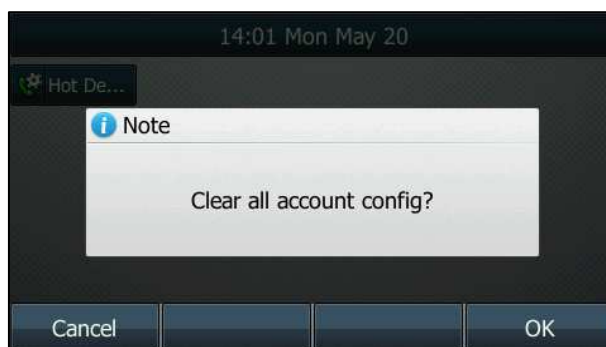 14:01 Mon May 20
Hot De...
Note
Clear all account config?
Cancel OK